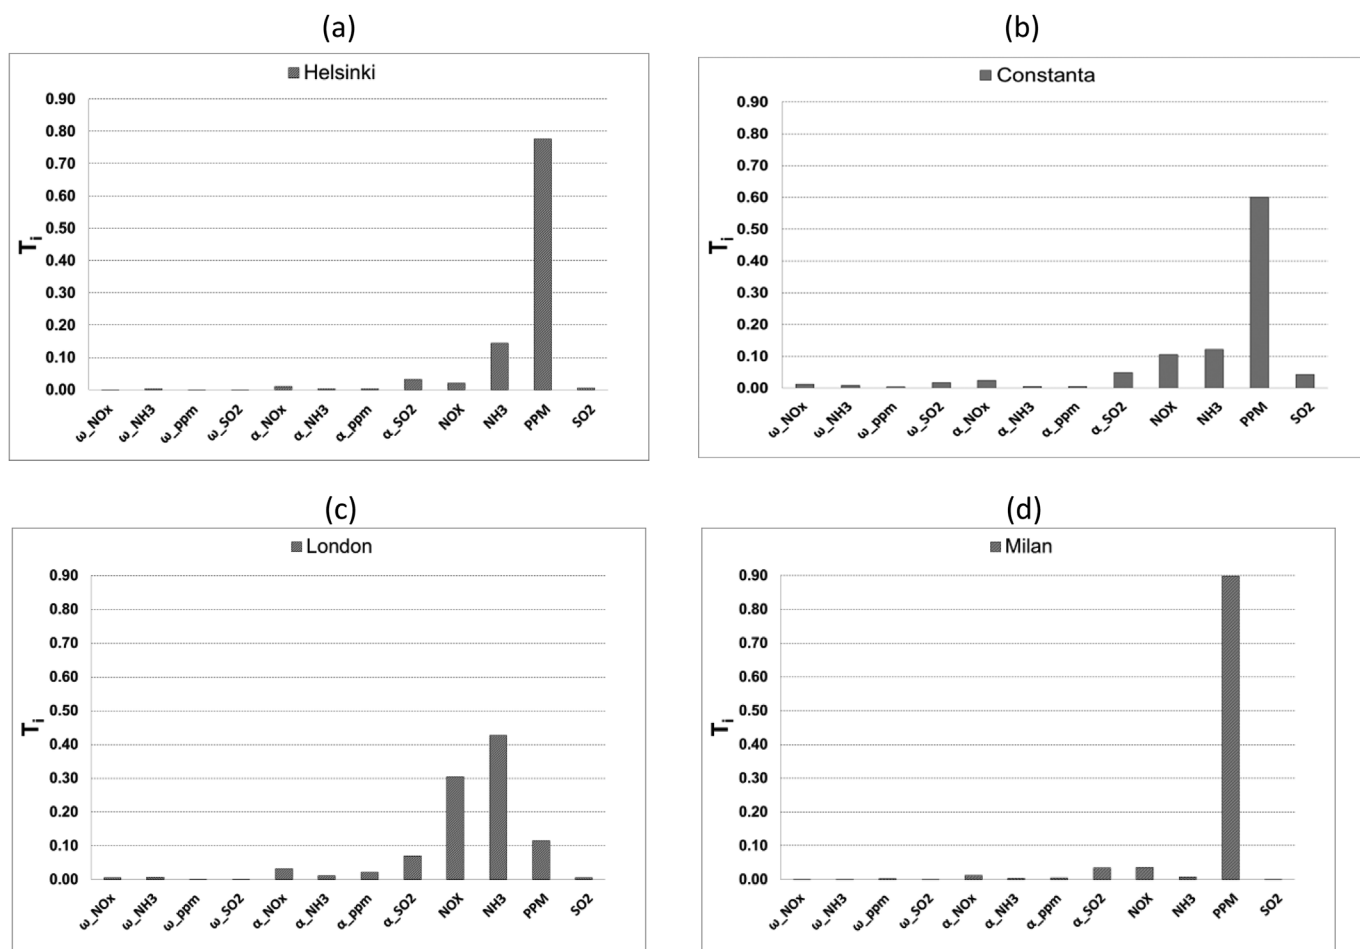 (a)
Helsinki
0.90
0.80
0.70
0.60
0.50
0.40
0.30
0.20
0.10
0.00
Ti
ω_NOx
ω_NH3
ω_ppm
ω_SO2
α_NOx
α_NH3
α_ppm
α_SO2
NOX
NH3
PPM
SO2
(b)
Constanta
0.90
0.80
0.70
0.60
0.50
0.40
0.30
0.20
0.10
0.00
Ti
ω_NOx
ω_NH3
ω_ppm
ω_SO2
α_NOx
α_NH3
α_ppm
α_SO2
NOX
NH3
PPM
SO2
(c)
London
0.90
0.80
0.70
0.60
0.50
0.40
0.30
0.20
0.10
0.00
Ti
ω_NOx
ω_NH3
ω_ppm
ω_SO2
α_NOx
α_NH3
α_ppm
α_SO2
NOX
NH3
PPM
SO2
(d)
Milan
0.90
0.80
0.70
0.60
0.50
0.40
0.30
0.20
0.10
0.00
Ti
ω_NOx
ω_NH3
ω_ppm
ω_SO2
α_NOx
α_NH3
α_ppm
α_SO2
NOX
NH3
PPM
SO2